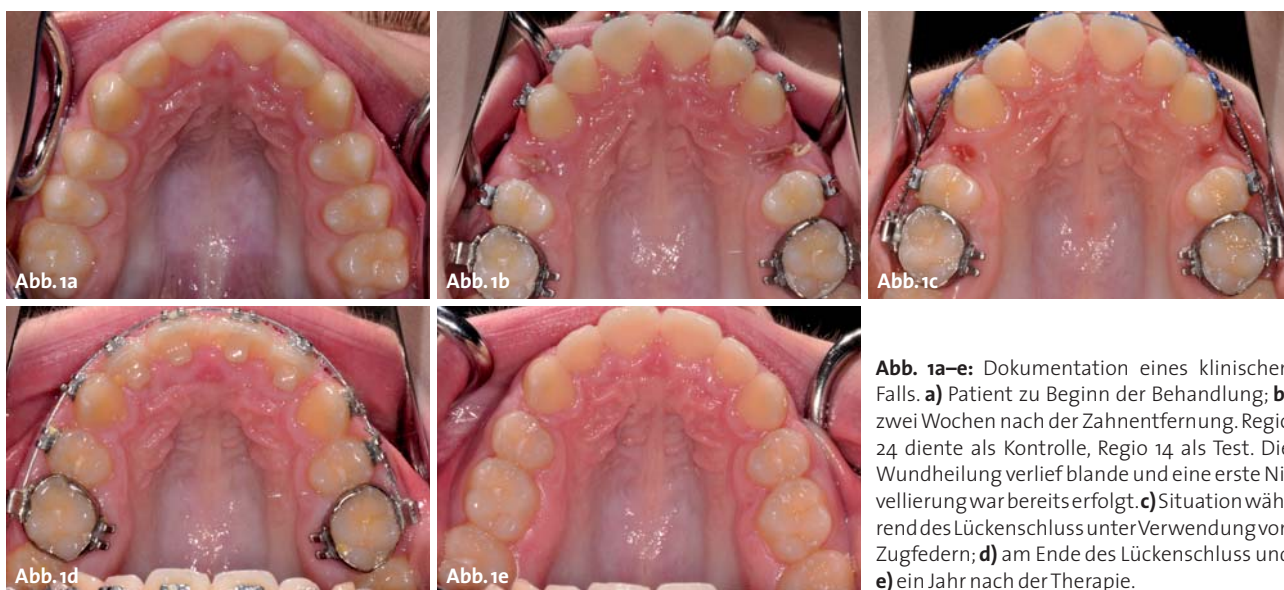 Abb. 1a
Abb. 1b
Abb. 1c
Abb. 1d
Abb. 1e
Abb. 1a–e: Dokumentation eines klinischen
Falls. a) Patient zu Beginn der Behandlung; b)
zwei Wochen nach der Zahnentfernung. Regio
24 diente als Kontrolle, Regio 14 als Test. Die
Wundheilung verlief blande und eine erste Ni
vellierung war bereits erfolgt. c) Situation wäh
rend des Lückenschluss unter Verwendung von
Zugfedern; d) am Ende des Lückenschluss und
e) ein Jahr nach der Therapie.